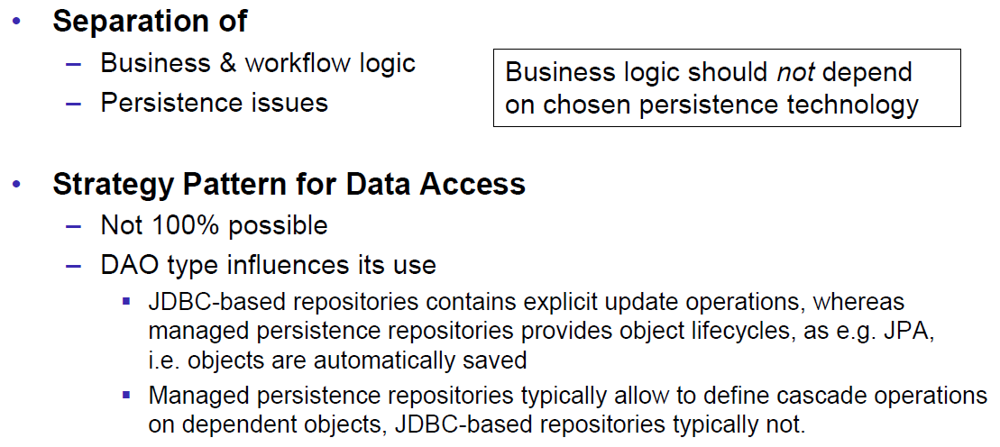 • Separation of
– Business & workflow logic
– Persistence issues
Business logic should not depend
on chosen persistence technology
• Strategy Pattern for Data Access
– Not 100% possible
– DAO type influences its use
▪ JDBC-based repositories contains explicit update operations, whereas
managed persistence repositories provides object lifecycles, as e.g. JPA,
i.e. objects are automatically saved
▪ Managed persistence repositories typically allow to define cascade operations
on dependent objects, JDBC-based repositories typically not.